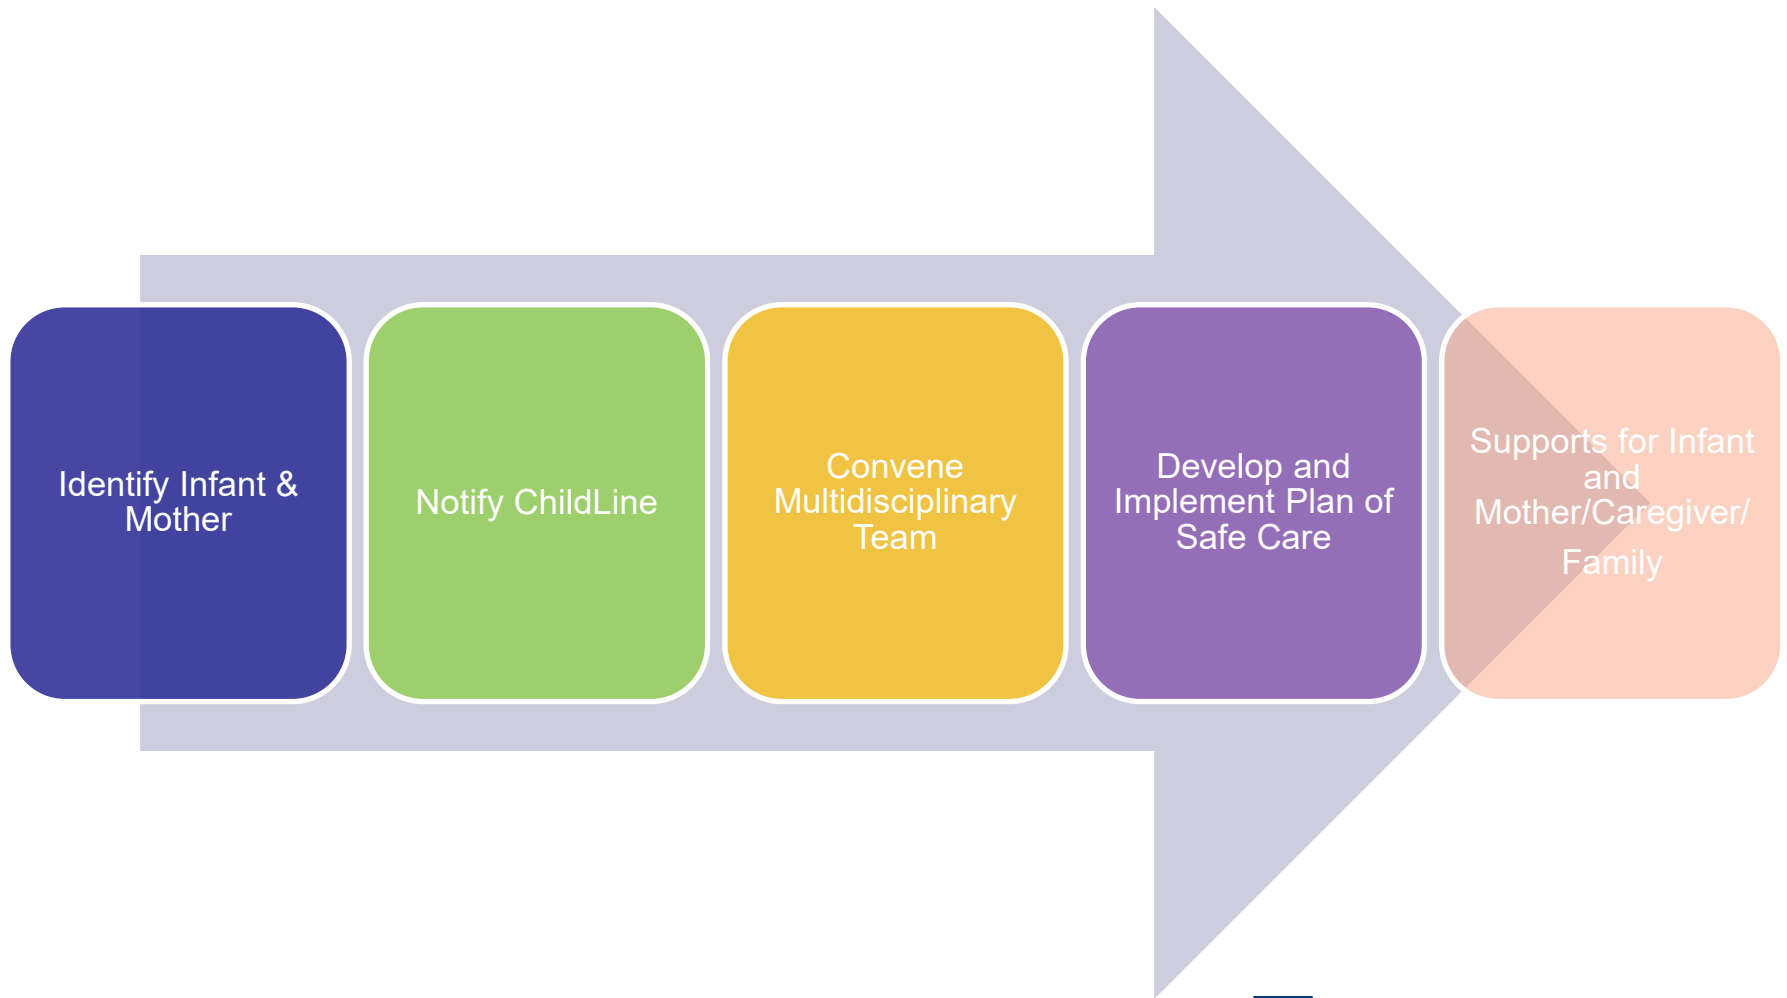 Identify Infant &
Mother
Notify ChildLine
Convene
Multidisciplinary
Team
Develop and
Implement Plan of
Safe Care
Supports for Infant
and
Mother/Caregiver/
Family